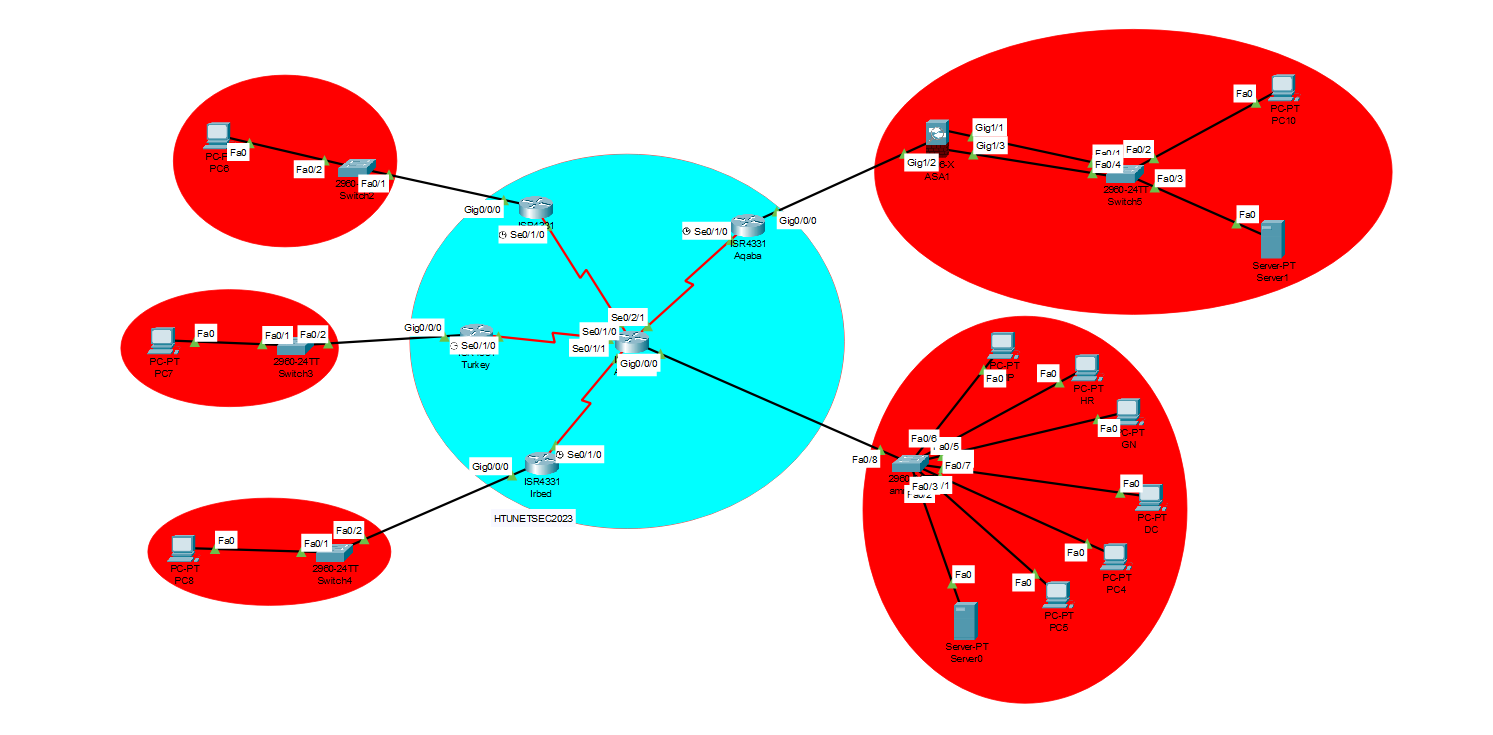 PC6
Fa0
Fa0/2
Fa0/1
Switch2
Gig0/0/0
Se0/1/0
Se0/1/0
ISR4331
Aqaba
Gig0/0/0
Gig1/2
Gig1/1
Gig1/3
ASA1
Fa0/4
Fa0/2
Fa0/3
2960-24TT
Switch5
Fa0
PC-PT
PC10
Fa0
Server-PT
Server1
PC-PT
PC7
Fa0
Fa0/1
Fa0/2
2960-24TT
Switch3
Gig0/0/0
Se0/1/0
Turkey
Se0/2/1
Se0/1/0
Se0/1/1
Gig0/0/0
Se0/1/0
Gig0/0/0
ISR4331
Irbed
HTUNETSEC2023
PC-PT
PC8
Fa0
Fa0/1
Fa0/2
2960-24TT
Switch4
Fa0/8
Fa0/6
Fa0/7
Fa0/3
PC-PT
Fa0
Fa0
PC-PT
HR
Fa0
GN
Fa0
PC-PT
DC
Fa0
PC-PT
PC4
Fa0
PC-PT
PC5
Fa0
Server-PT
Server0